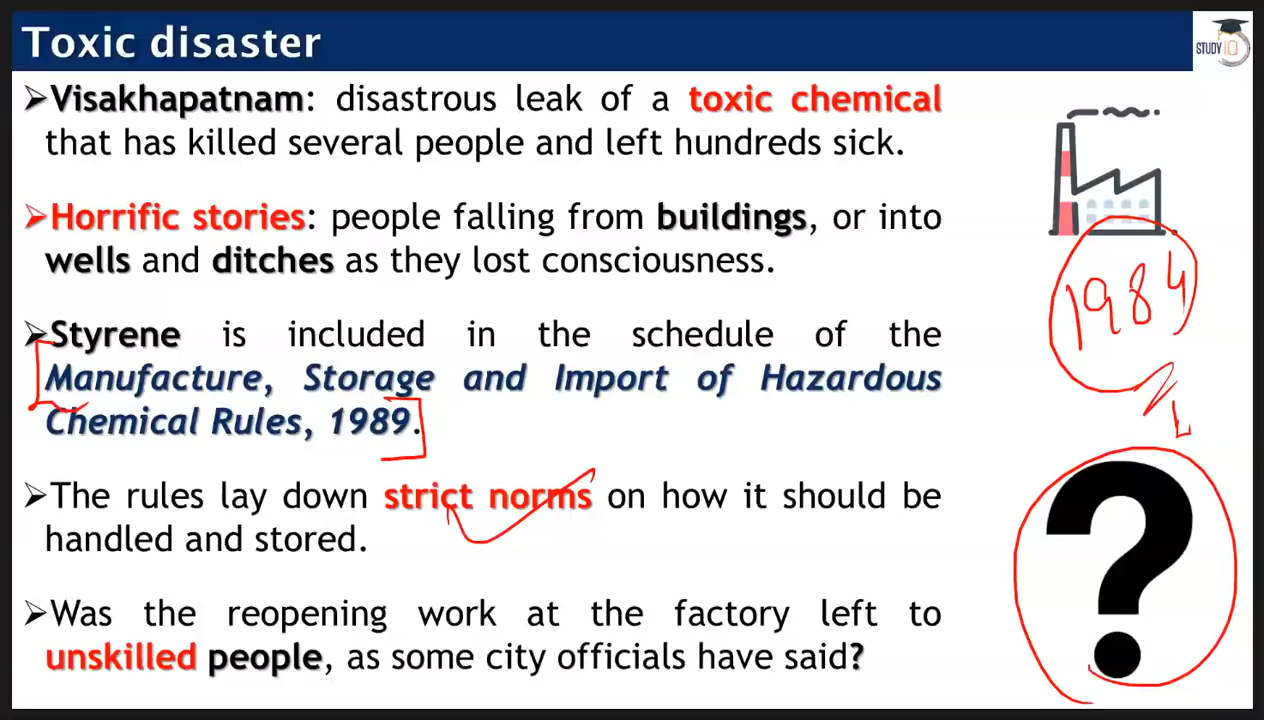 Toxic disaster
STUDY IQ
➤Visakhapatnam: disastrous leak of a toxic chemical
that has killed several people and left hundreds sick.
➤Horrific stories: people falling from buildings, or into
wells and ditches as they lost consciousness.
1984
➤Styrene is included in the schedule of the
Manufacture, Storage and Import of Hazardous
Chemical Rules, 1989.
➤The rules lay down strict norms on how it should be
handled and stored.
?
➤Was the reopening work at the factory left to
unskilled people, as some city officials have said?